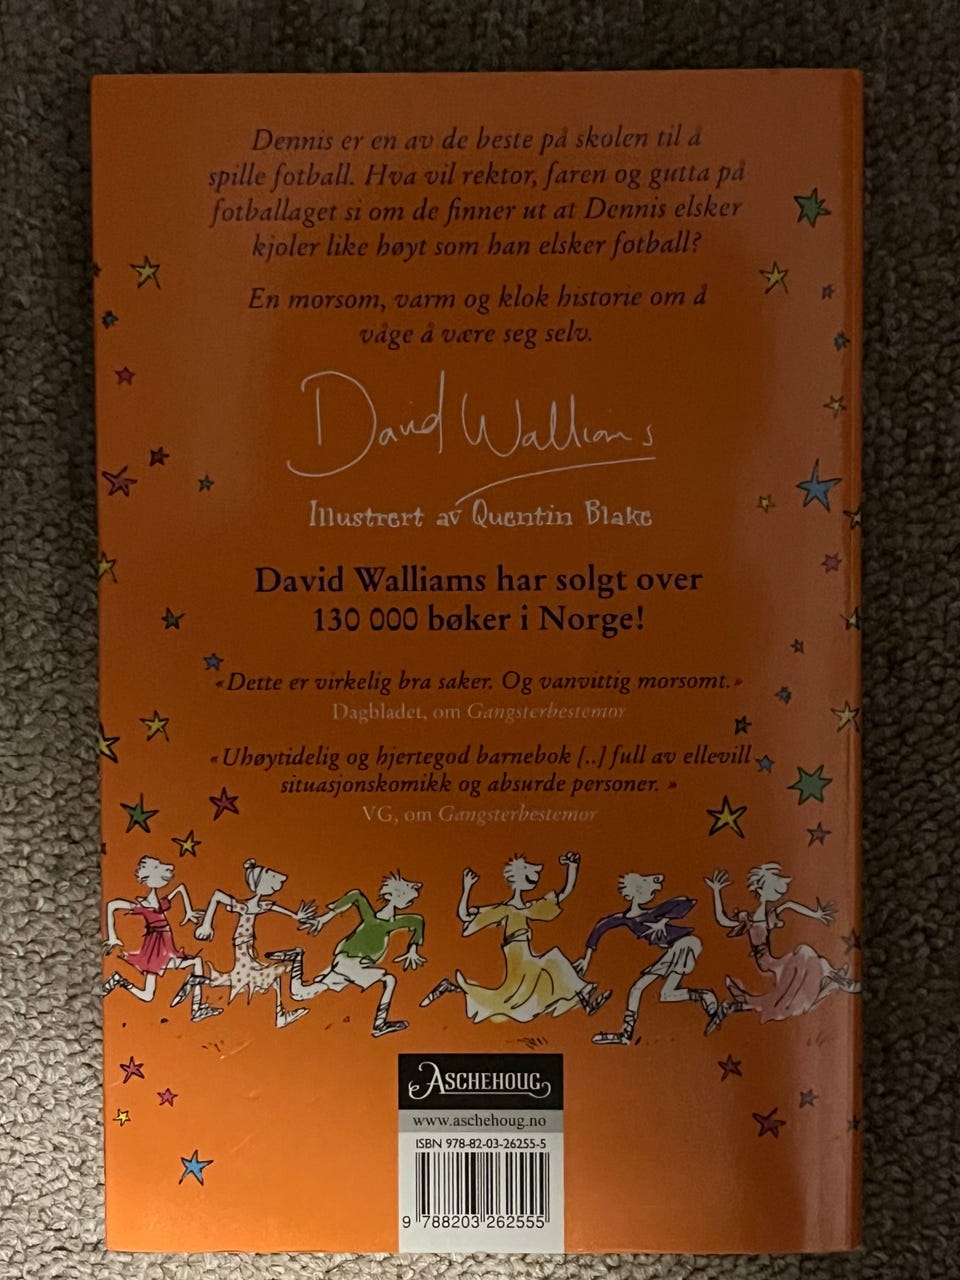 Dennis er en av de beste på skolen til å
spille fotball. Hva vil rektor, faren og gutta på
fotballaget si om de finner ut at Dennis elsker
kjoler like høyt som han elsker fotball?
En morsom, varm og klok historie om å
våge å være seg selv.
David Walliams
Illustrert av Quentin Blake
David Walliams har solgt over
130 000 bøker i Norge!
«Dette er virkelig bra saker. Og vanvittig morsomt.»
Dagbladet, om Gangsterbestemor
«Uhøytidelig og hjertegod barnebok [..] full av ellevill
situasjonskomikk og absurde personer. »
VG, om Gangsterbestemor
ASCHEHOUG
www.aschehoug.no
ISBN 978-82-03-26255-5
9 788203 262555